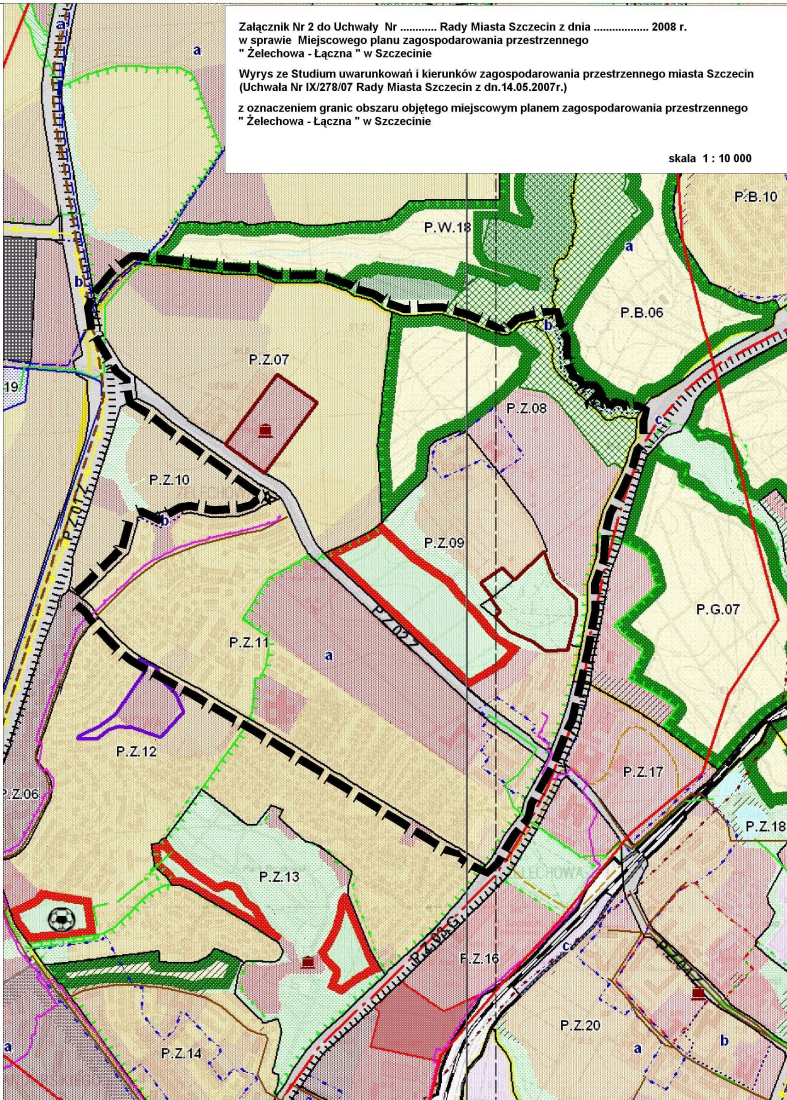 Załącznik Nr 2 do Uchwały Nr ............ Rady Miasta Szczecin z dnia ................. 2008 r.
w sprawie Miejscowego planu zagospodarowania przestrzennego
" Żelechowa - Łączna " w Szczecinie
Wyrys ze Studium uwarunkowań i kierunków zagospodarowania przestrzennego miasta Szczecin
(Uchwała Nr IX/278/07 Rady Miasta Szczecin z dn.14.05.2007r.)
z oznaczeniem granic obszaru objętego miejscowym planem zagospodarowania przestrzennego
" Żelechowa - Łączna " w Szczecinie
skala 1 : 10 000
a
a
P.B.10
P.W.18
a
b
P.B.06
b
P.Z.07
19
P.Z.08
c
P.Z.10
P.Z.01.Z
b
P.Z.09
P.G.07
P.Z.02.Z
P.Z.11
a
P.Z.12
P.Z.17
P.Z.06
P.Z.18
P.Z.13
P.Z.03.G
P.Z.16
c
P.Z.20
P.Z.14
a
a
b